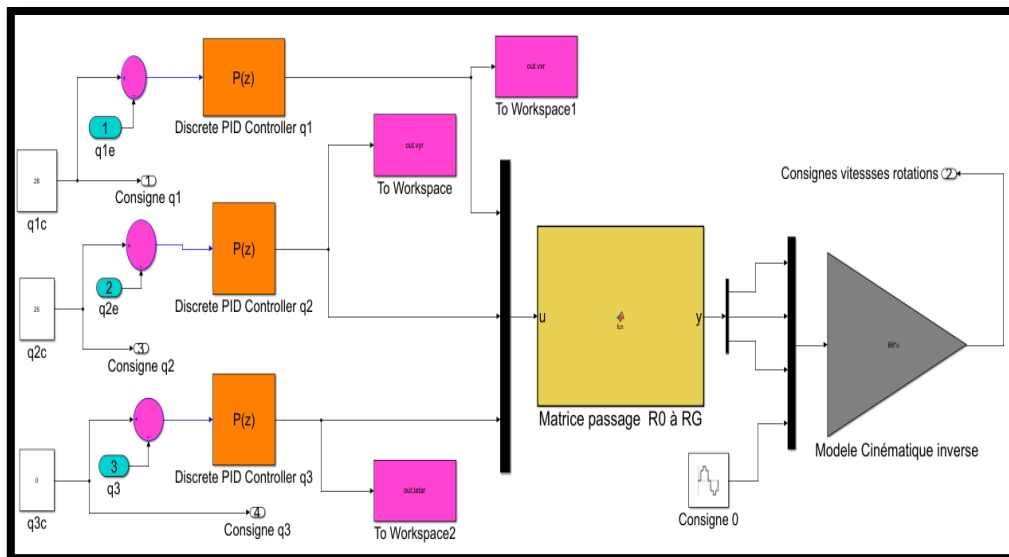 P(z)
Discrete PID Controller q1
out.vxr
To Workspace1
1
q1e
28
q1c
1
Consigne q1
out.vyr
To Workspace
P(z)
Discrete PID Controller q2
2
q2e
25
q2c
3
Consigne q2
P(z)
Discrete PID Controller q3
3
q3
0
q3c
4
Consigne q3
out.tetar
To Workspace2
u
fcn
y
Matrice passage R0 à RG
Consignes vitessses rotations
2
Modele Cinématique inverse
Consigne 0